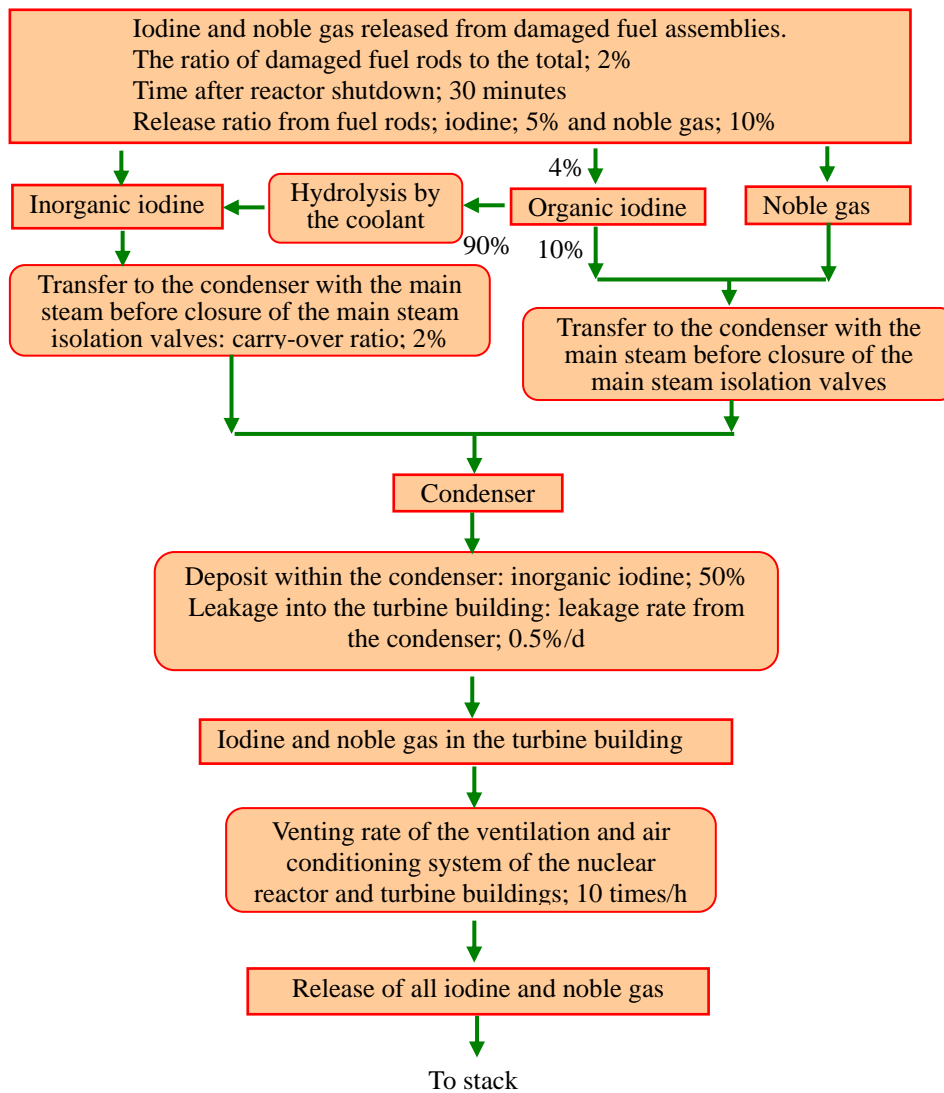 Iodine and noble gas released from damaged fuel assemblies.
The ratio of damaged fuel rods to the total; 2%
Time after reactor shutdown; 30 minutes
Release ratio from fuel rods; iodine; 5% and noble gas; 10%
4%
Inorganic iodine
Hydrolysis by
the coolant
Organic iodine
Noble gas
90%
10%
Transfer to the condenser with the main
steam before closure of the main steam
isolation valves: carry-over ratio; 2%
Transfer to the condenser with the
main steam before closure of the
main steam isolation valves
Condenser
Deposit within the condenser: inorganic iodine; 50%
Leakage into the turbine building: leakage rate from
the condenser; 0.5%/d
Iodine and noble gas in the turbine building
Venting rate of the ventilation and air
conditioning system of the nuclear
reactor and turbine buildings; 10 times/h
Release of all iodine and noble gas
To stack